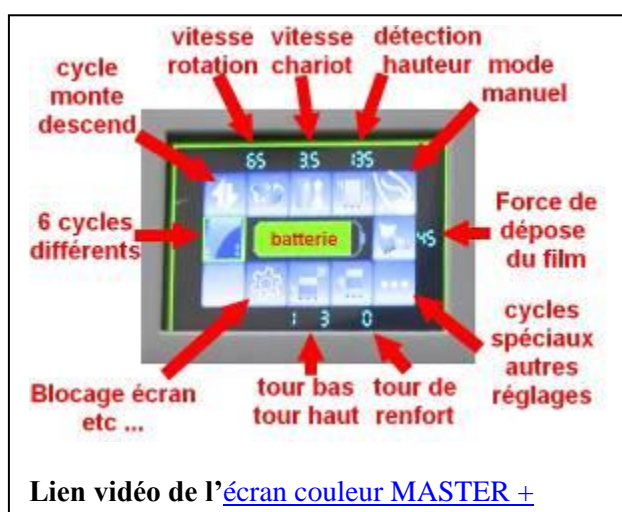 vitesse vitesse détection
rotation chariot hauteur
cycle
monte
descend
mode
manuel
65 3.5 135
6 cycles
différents
batterie
45
Force de
dépose
du film
1 3 0
Blocage écran
etc ...
tour bas
tour haut
tour de
renfort
cycles
spéciaux
autres
réglages
Lien vidéo de l'écran couleur MASTER +